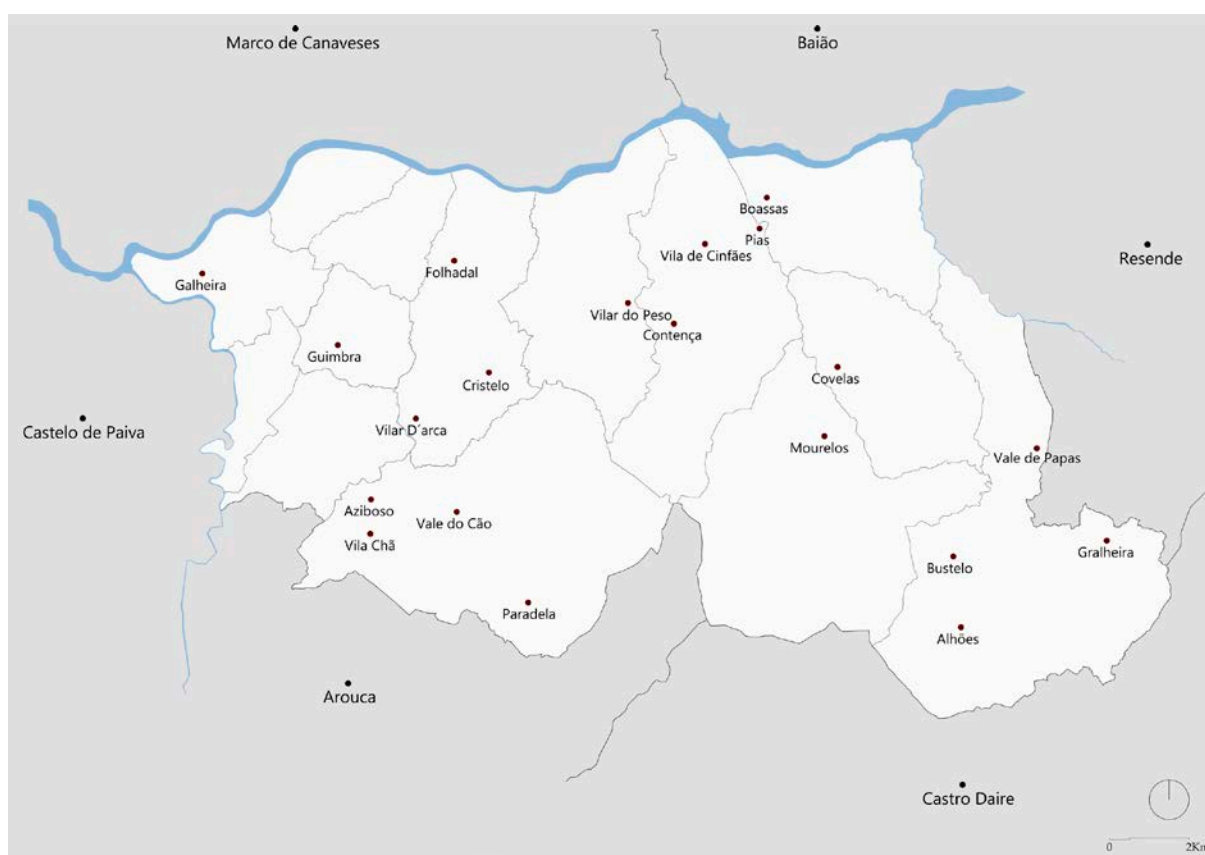 Marco de Canaveses
Baião
Boassas
Pias
Vila de Cinfães
Resende
Folhadal
Galheira
Vilar do Peso
Contença
Guimbra
Cristelo
Covelas
Castelo de Paiva
Vilar D´arca
Mourelos
Vale de Papas
Aziboso
Vale do Cão
Vila Chã
Gralheira
Bustelo
Paradela
Alhões
Arouca
Castro Daire
0 2Km